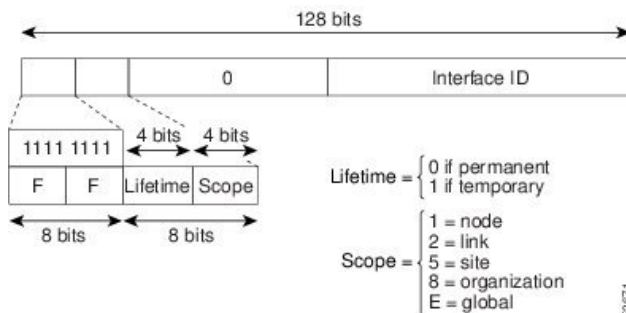 128 bits
0 Interface ID
4 bits 4 bits
1111 1111
F F Lifetime Scope
8 bits 8 bits
Lifetime = 0 if permanent
1 if temporary
Scope = 1 = node
2 = link
5 = site
8 = organization
E = global